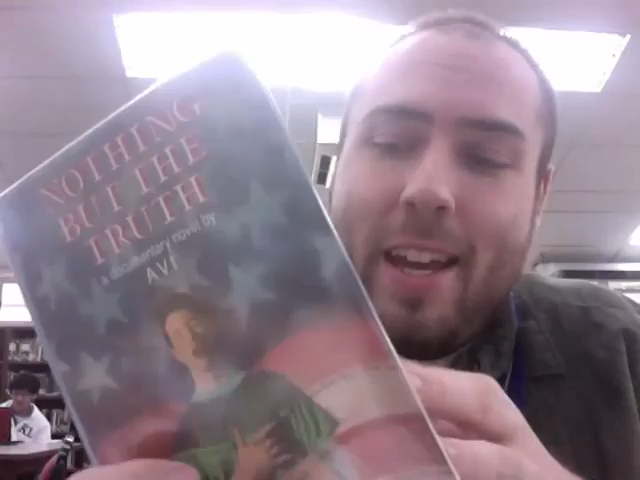 NOTHING
BUT THE
TRUTH
a documentary novel by
AVI